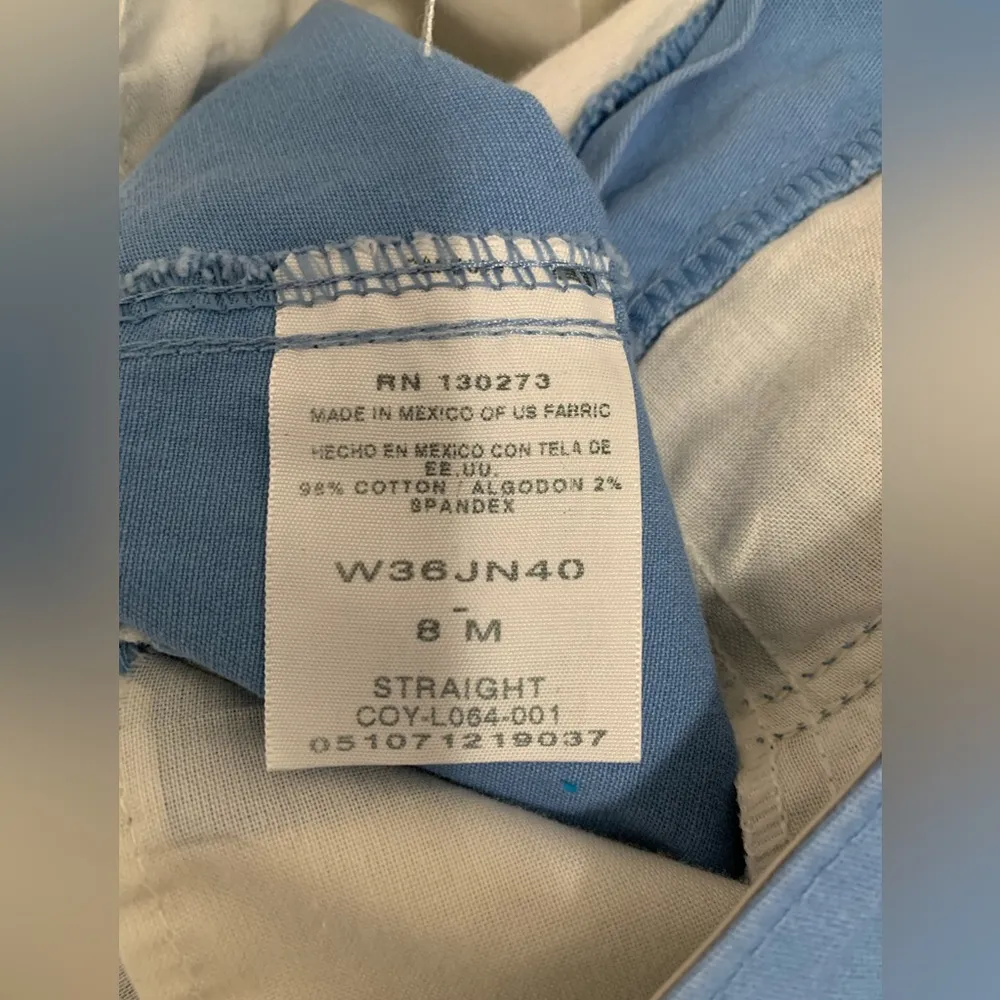 RN 130273
MADE IN MEXICO OF US FABRIC
HECHO EN MEXICO CON TELA DE
EE.UU.
98% COTTON / ALGODON 2%
SPANDEX
W36JN40
-
8 M
STRAIGHT
COY-L064-001
051071219037